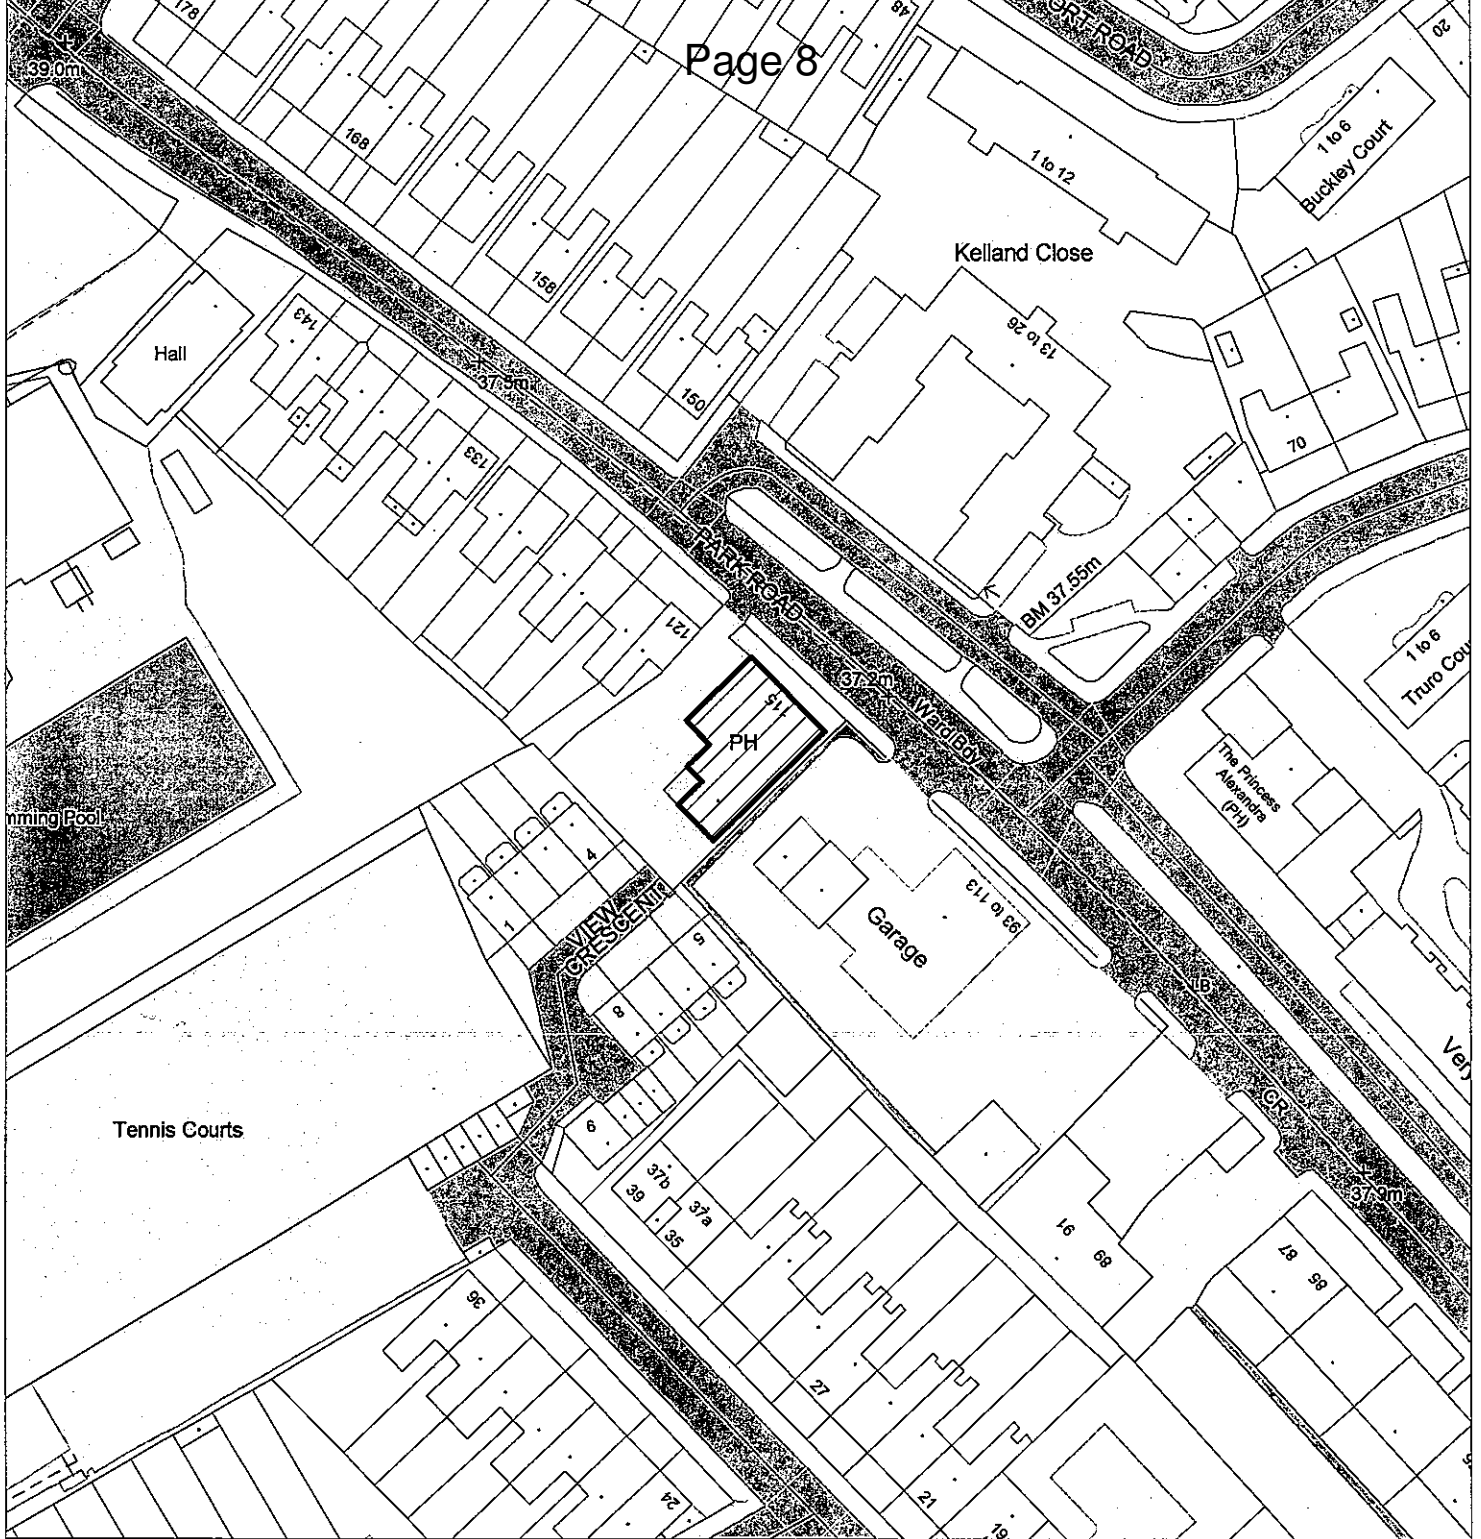 Page 8
178
48
ORT ROAD
20
39.0m
168
1 to 12
1 to 6
Buckley Court
Kelland Close
158
143
Hall
13 to 26
37.5m
150
70
133
PARK ROAD
BM 37.55m
121
1 to 6
Truro Cou
37.2m
Ward Bdy
115
PH
The Princess
Alexandra
(PH)
mming Pool
4
1
VIEW
CRESCENT
5
8
93 to 113
Garage
LB
Very
CR
Tennis Courts
6
37b
39
37a
35
37.9m
91
89
87
85
36
27
24
21
19